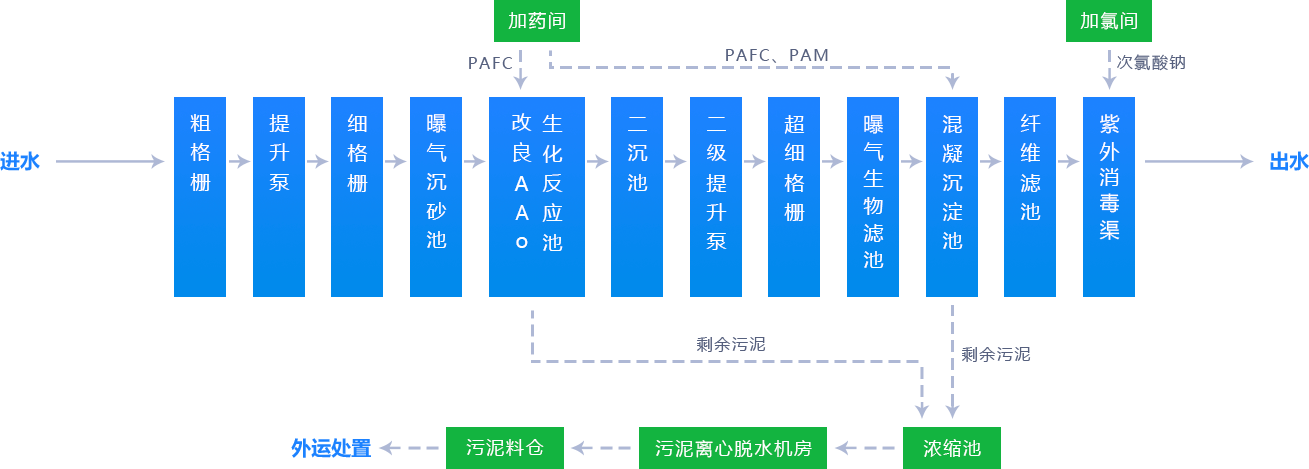 加药间
加氯间
PAFC
PAFC、PAM
次氯酸钠
进水
粗格栅
提升泵
细格栅
曝气沉砂池
改良AAo
生化反应池
二沉池
二级提升泵
超细格栅
曝气生物滤池
混凝沉淀池
纤维滤池
紫外消毒渠
出水
剩余污泥
剩余污泥
外运处置
污泥料仓
污泥离心脱水机房
浓缩池